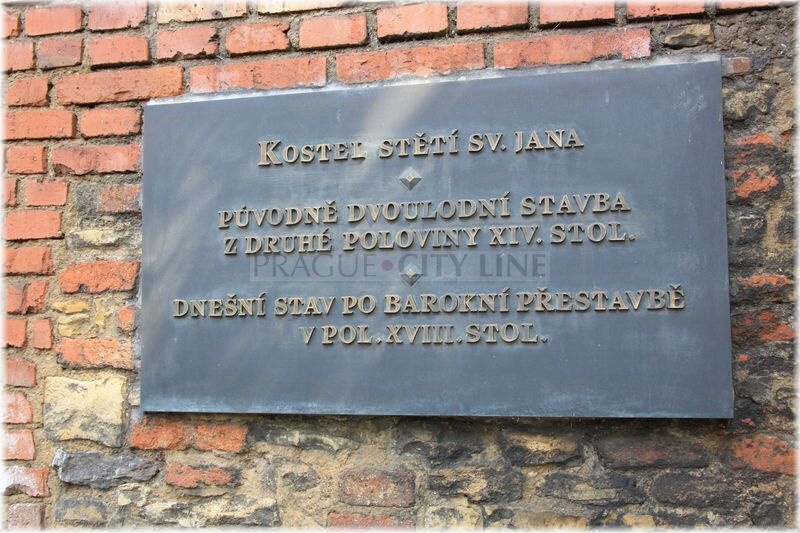 KOSTEL STĚTÍ SV. JANA
PŮVODNĚ DVOULODNÍ STAVBA
Z DRUHÉ POLOVINY XIV. STOL.
PRAGUE•CITY LINE
DNEŠNÍ STAV PO BAROKNÍ PŘESTAVBĚ
V POL. XVIII. STOL.